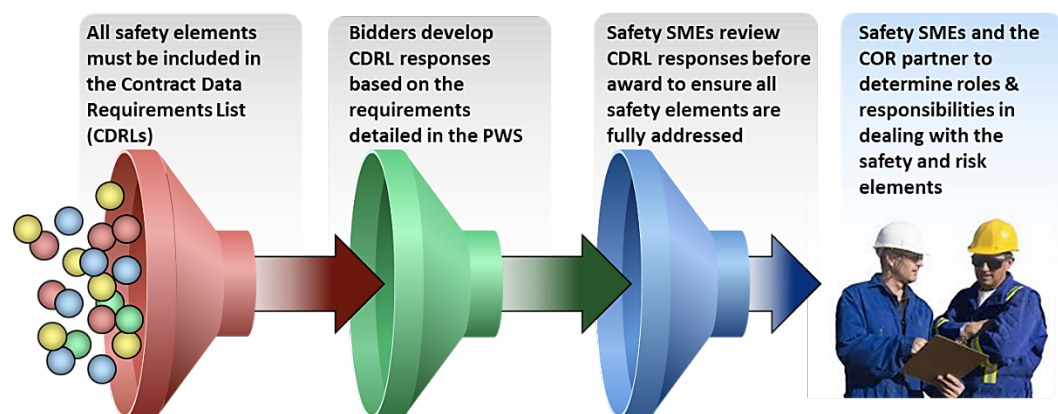 All safety elements
must be included in
the Contract Data
Requirements List
(CDRLs)
Bidders develop
CDRL responses
based on the
requirements
detailed in the PWS
Safety SMEs review
CDRL responses before
award to ensure all
safety elements are
fully addressed
Safety SMEs and the
COR partner to
determine roles &
responsibilities in
dealing with the
safety and risk
elements